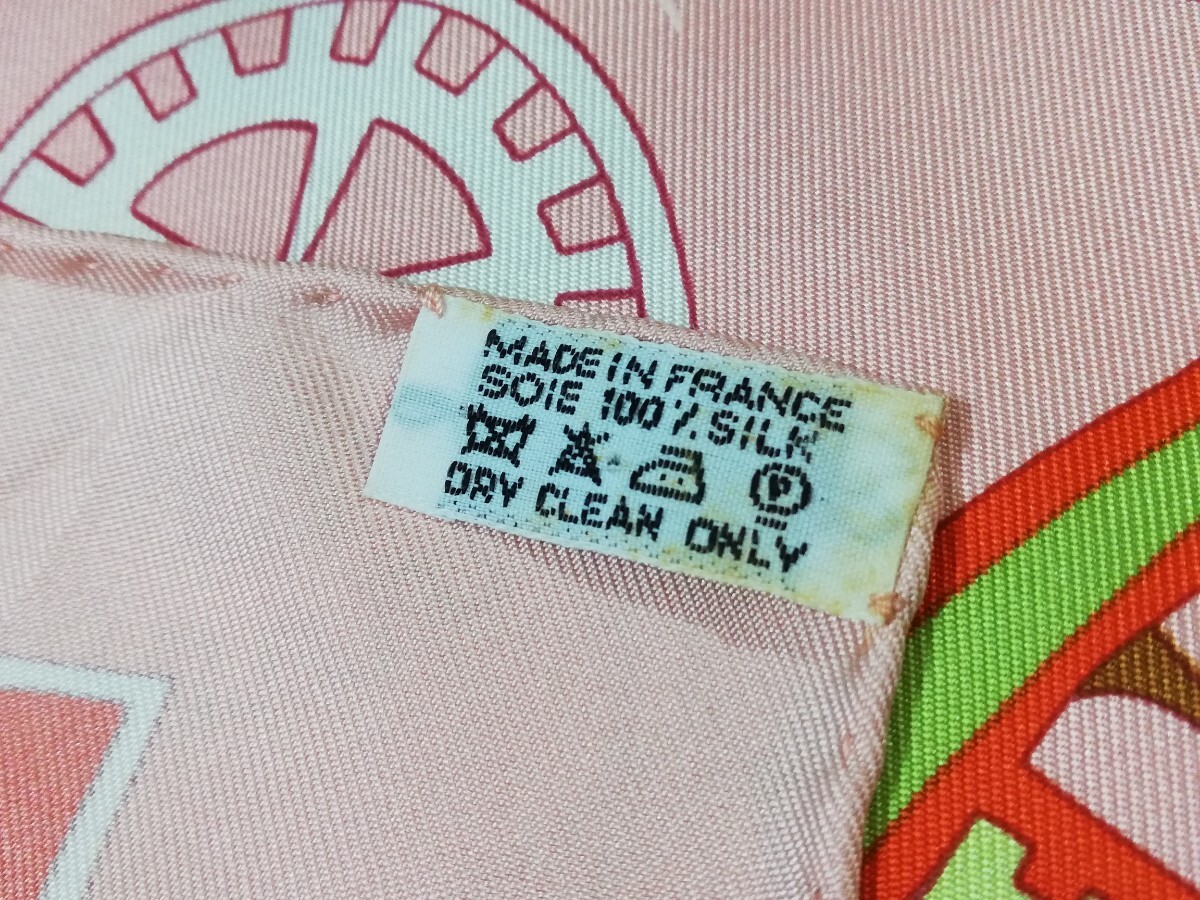 MADE IN FRANCE
SOIE 100 % SILK
P
DRY CLEAN ONLY